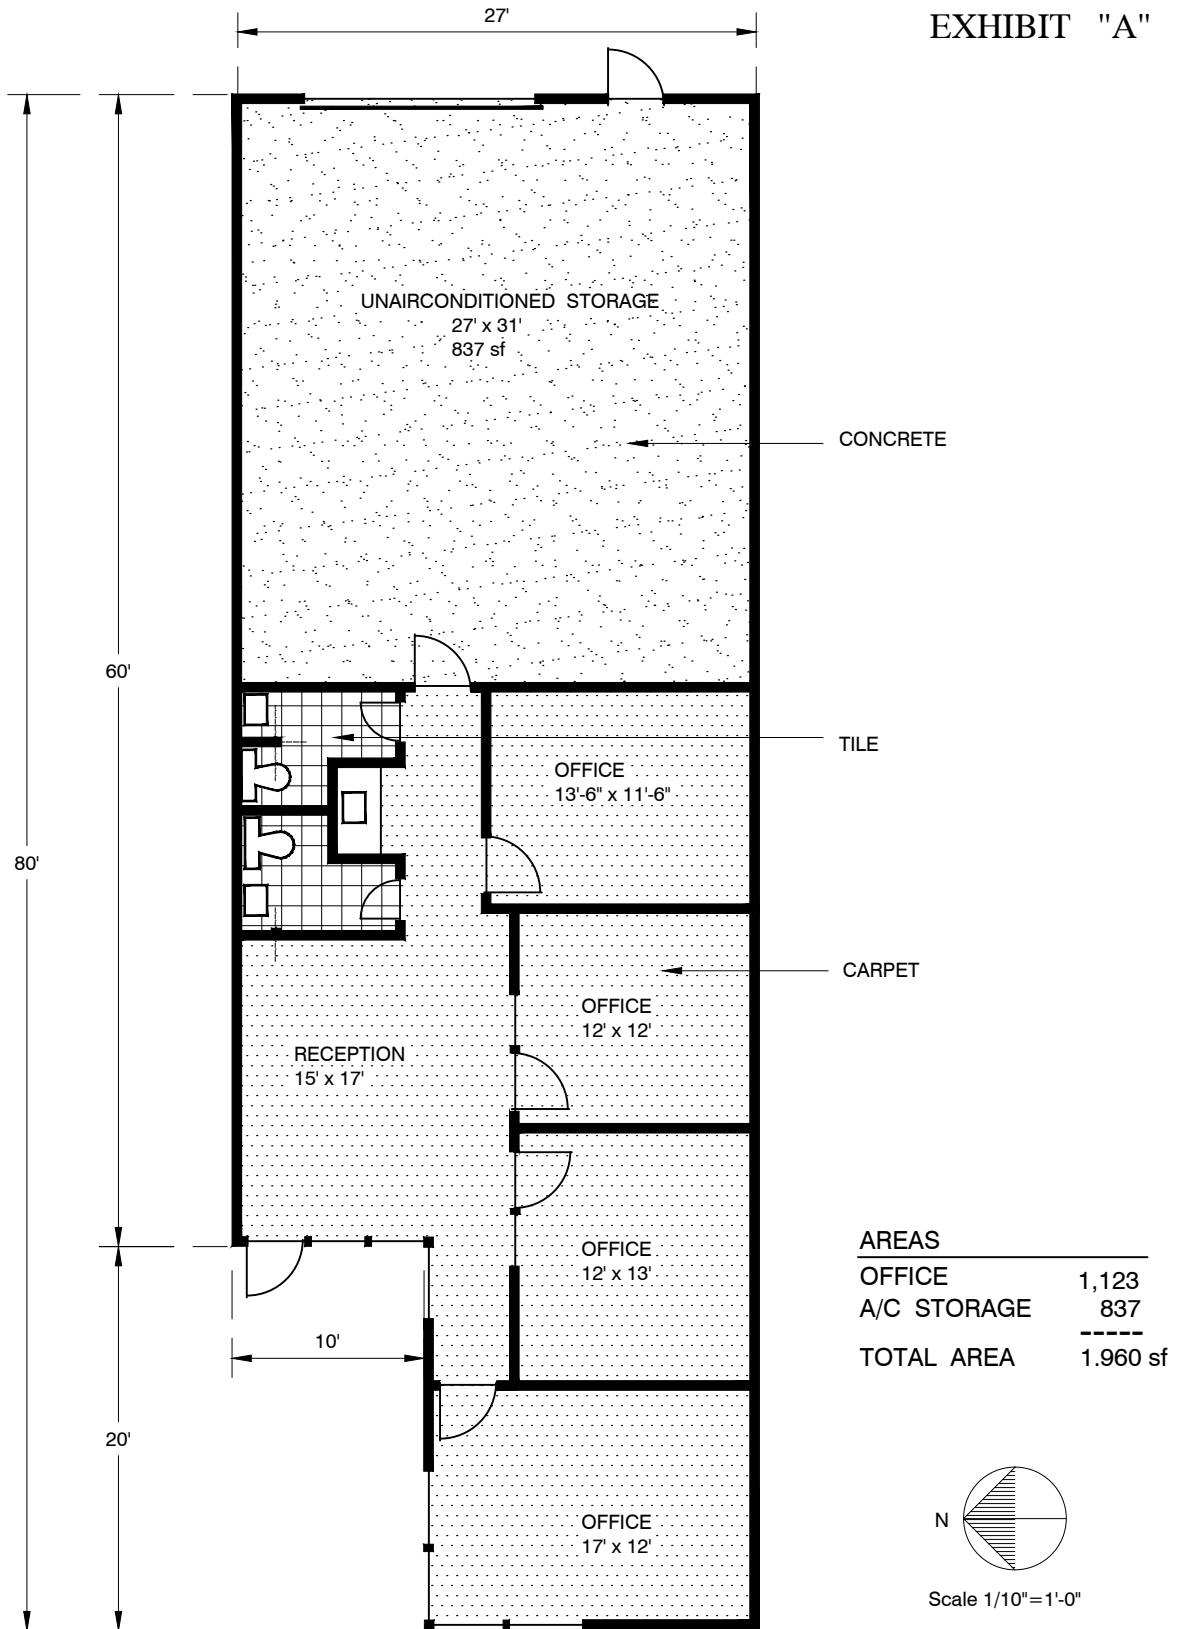 27'
EXHIBIT "A"
UNAIRCONDITIONED STORAGE
27' x 31'
837 sf
CONCRETE
60'
TILE
OFFICE
13'-6" x 11'-6"
80'
CARPET
OFFICE
12' x 12'
RECEPTION
15' x 17'
OFFICE
12' x 13'
AREAS
OFFICE 1,123
A/C STORAGE 837
-----
TOTAL AREA 1.960 sf
10'
20'
OFFICE
17' x 12'
N
Scale 1/10"=1'-0"